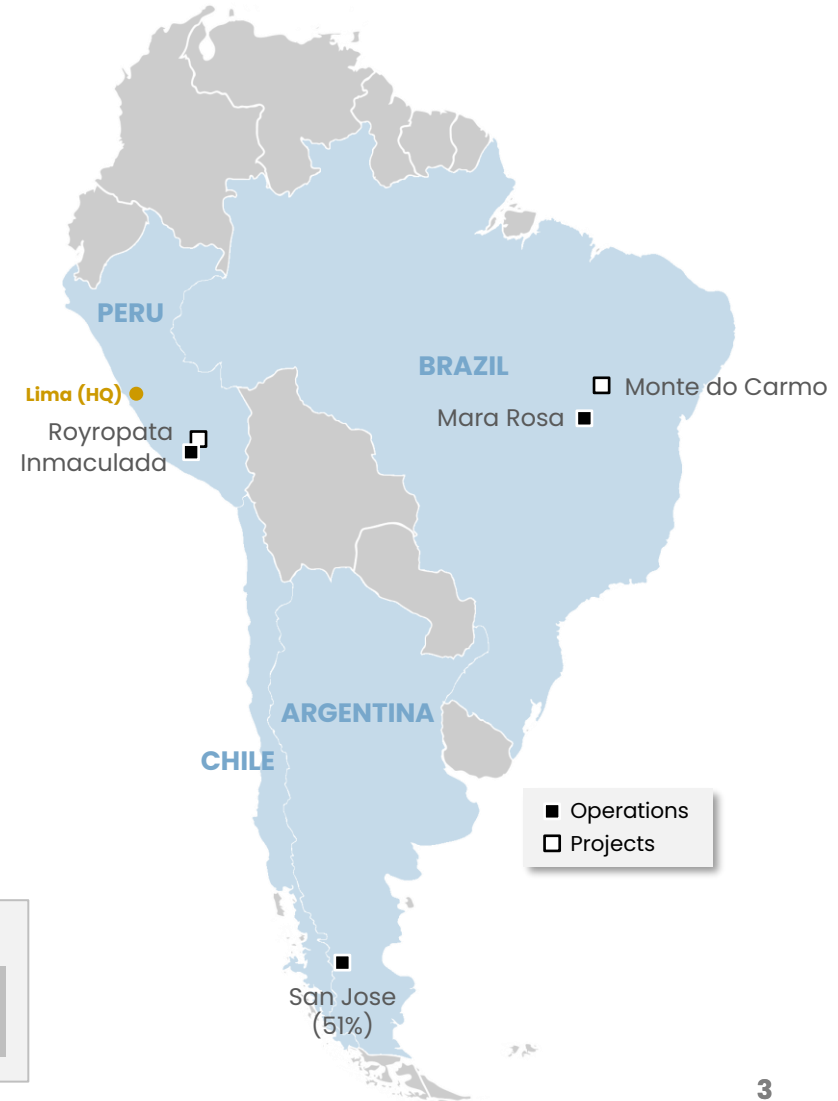 PERU
BRAZIL
Lima (HQ)
Monte do Carmo
Mara Rosa
Royropata
Inmaculada
ARGENTINA
CHILE
Operations
Projects
San Jose
(51%)
3